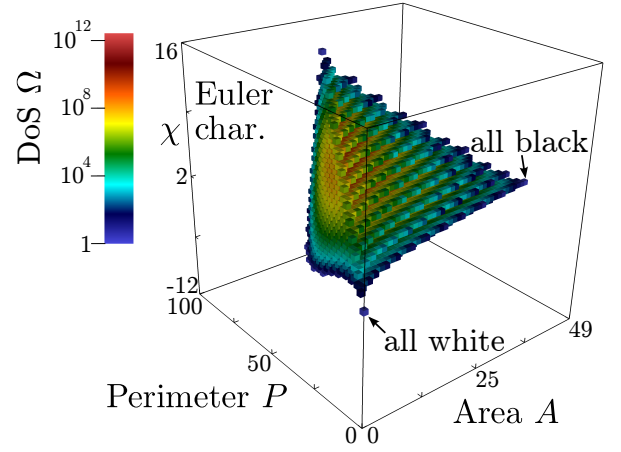 10^12
10^8
10^4
1
DoS Ω
16
Euler
χ char.
2
-12
all black
all white
100
50
0
Perimeter P
0
25
49
Area A